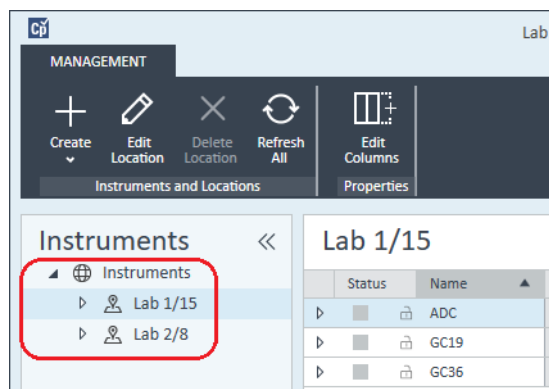 Cp
Lab
MANAGEMENT
Create
Edit Location
Delete Location
Refresh All
Edit Columns
Instruments and Locations
Properties
Instruments
Instruments
Lab 1/15
Lab 2/8
Lab 1/15
Status
Name
ADC
GC19
GC36